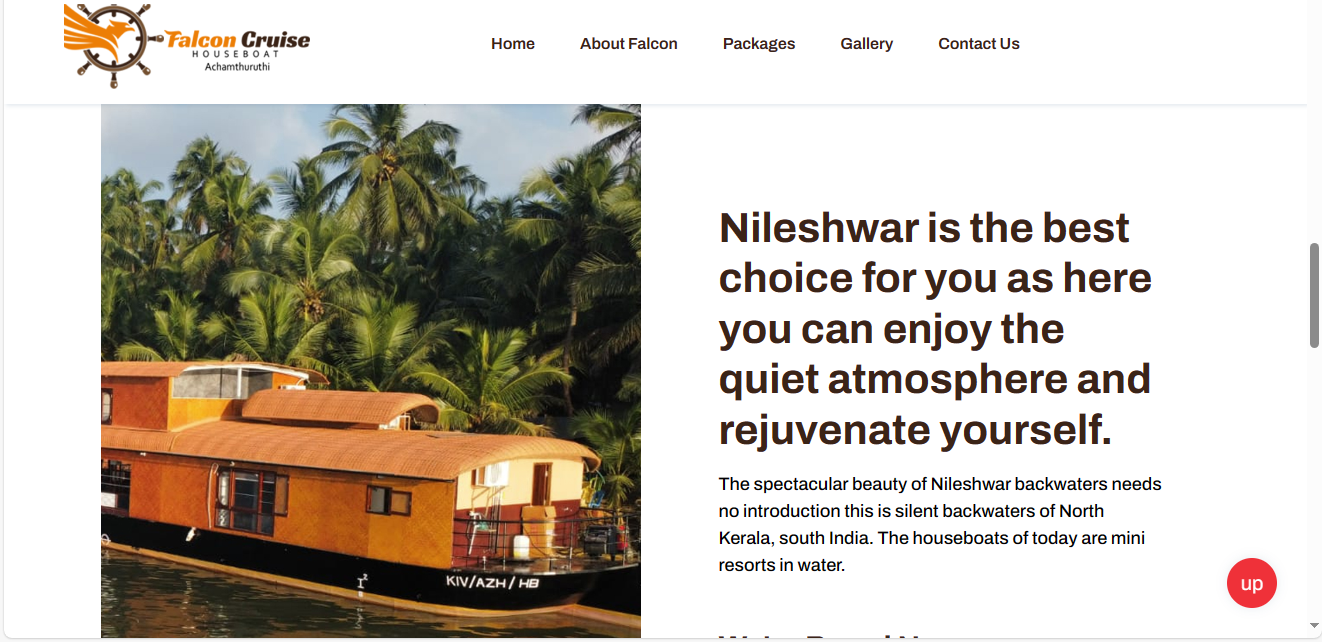 Falcon Cruise
HOUSEBOAT
Achamthuruthi
Home About Falcon Packages Gallery Contact Us
Nileshwar is the best
choice for you as here
you can enjoy the
quiet atmosphere and
rejuvenate yourself.
The spectacular beauty of Nileshwar backwaters needs
no introduction this is silent backwaters of North
Kerala, south India. The houseboats of today are mini
resorts in water.
KIV/AZH/HB
up